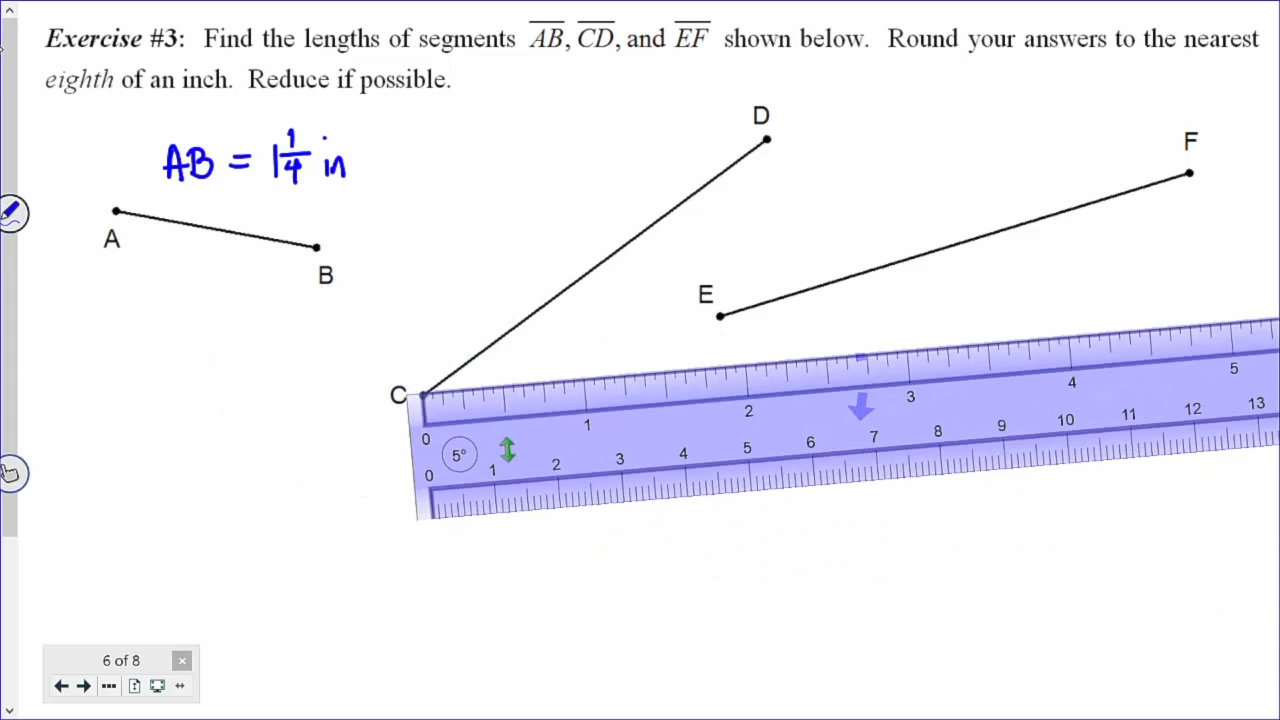 Exercise #3: Find the lengths of segments AB, CD, and EF shown below. Round your answers to the nearest
eighth of an inch. Reduce if possible.
AB = 1 1/4 in
D
F
A
B
E
C
0 1 2 3 4 5
5°
0 1 2 3 4 5 6 7 8 9 10 11 12 13
6 of 8